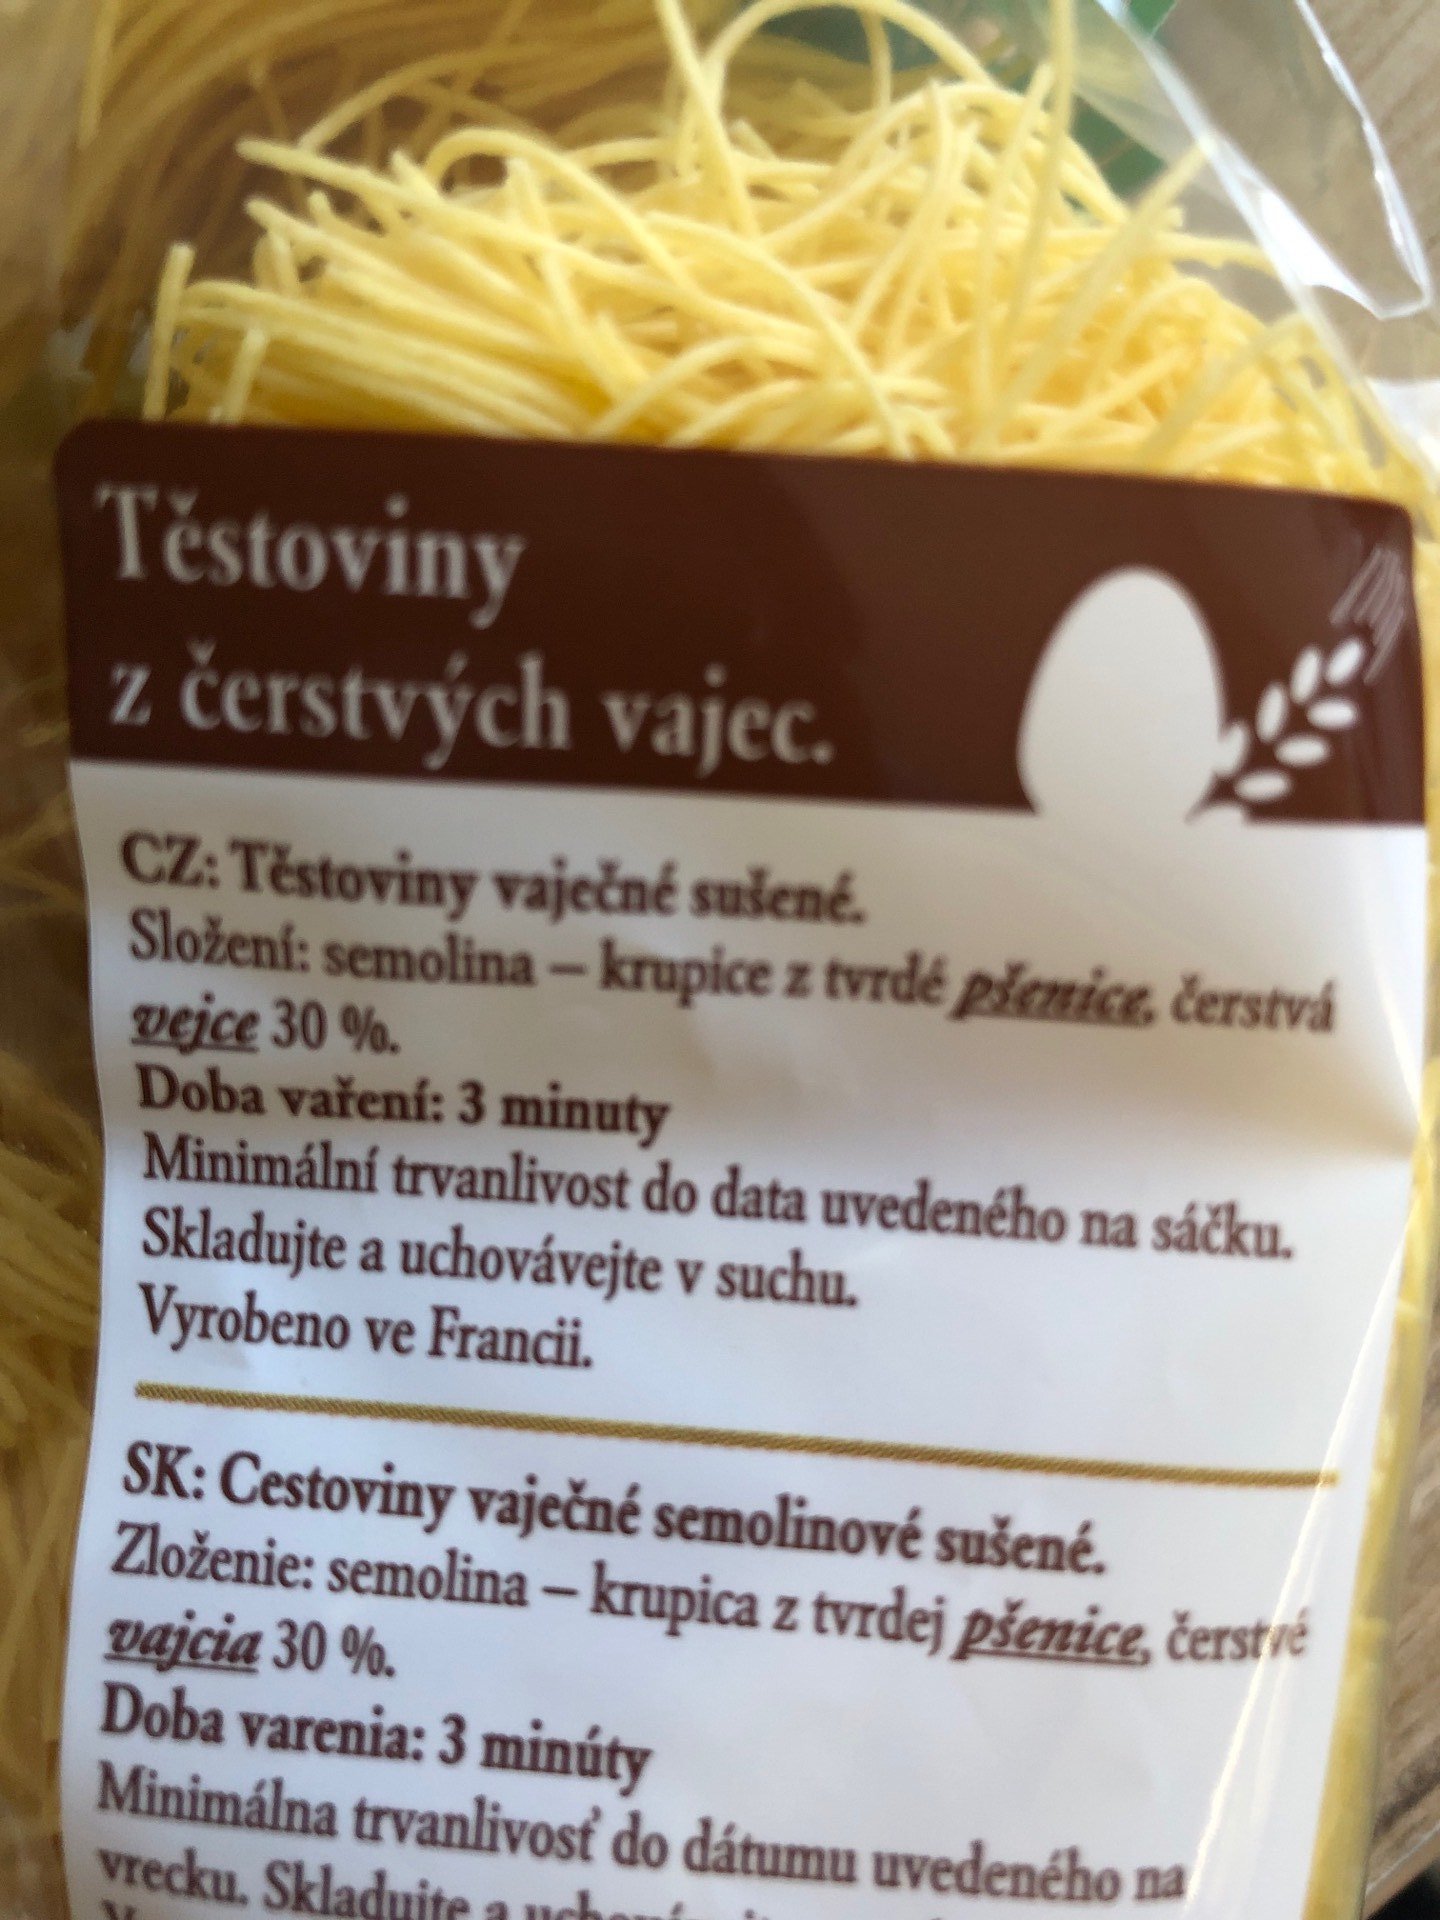 Těstoviny
z čerstvých vajec.
CZ: Těstoviny vaječné sušené.
Složení: semolina – krupice z tvrdé pšenice, čerstvá
vejce 30 %.
Doba vaření: 3 minuty
Minimální trvanlivost do data uvedeného na sáčku.
Skladujte a uchovávejte v suchu.
Vyrobeno ve Francii.
SK: Cestoviny vaječné semolinové sušené.
Zloženie: semolina – krupica z tvrdej pšenice, čerstvé
vajcia 30 %.
Doba varenia: 3 minúty
Minimálna trvanlivosť do dátumu uvedeného na
vrecku. Skladujte a